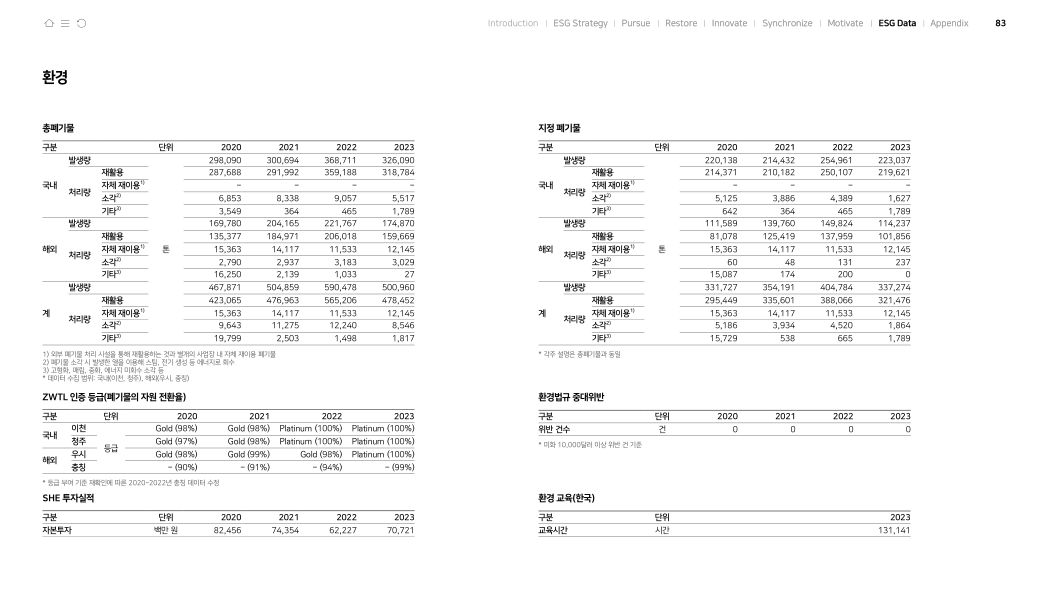 Introduction | ESG Strategy | Pursue | Restore | Innovate | Synchronize | Motivate | ESG Data | Appendix 83
환경
총폐기물
구분 단위 2020 2021 2022 2023
국내 발생량 톤 298,090 300,694 368,711 326,090
처리량 재활용 287,688 291,992 359,188 318,784
자체 재이용1) – – – –
소각2) 6,853 8,338 9,057 5,517
기타3) 3,549 364 465 1,789
해외 발생량 169,780 204,165 221,767 174,870
처리량 재활용 135,377 184,971 206,018 159,669
자체 재이용1) 15,363 14,117 11,533 12,145
소각2) 2,790 2,937 3,183 3,029
기타3) 16,250 2,139 1,033 27
계 발생량 467,871 504,859 590,478 500,960
처리량 재활용 423,065 476,963 565,206 478,452
자체 재이용1) 15,363 14,117 11,533 12,145
소각2) 9,643 11,275 12,240 8,546
기타3) 19,799 2,503 1,498 1,817
1) 외부 폐기물 처리 시설을 통해 재활용하는 것과 별개의 사업장 내 자체 재이용 폐기물
2) 폐기물 소각 시 발생한 열을 이용해 스팀, 전기 생성 등 에너지로 회수
3) 고형화, 매립, 중화, 에너지 미회수 소각 등
* 데이터 수집 범위: 국내(이천, 청주), 해외(우시, 충칭)
지정 폐기물
구분 단위 2020 2021 2022 2023
국내 발생량 톤 220,138 214,432 254,961 223,037
처리량 재활용 214,371 210,182 250,107 219,621
자체 재이용1) – – – –
소각2) 5,125 3,886 4,389 1,627
기타3) 642 364 465 1,789
해외 발생량 111,589 139,760 149,824 114,237
처리량 재활용 81,078 125,419 137,959 101,856
자체 재이용1) 15,363 14,117 11,533 12,145
소각2) 60 48 131 237
기타3) 15,087 174 200 0
계 발생량 331,727 354,191 404,784 337,274
처리량 재활용 295,449 335,601 388,066 321,476
자체 재이용1) 15,363 14,117 11,533 12,145
소각2) 5,186 3,934 4,520 1,864
기타3) 15,729 538 665 1,789
* 각주 설명은 총폐기물과 동일
ZWTL 인증 등급(폐기물의 자원 전환율)
구분 단위 2020 2021 2022 2023
국내 이천 등급 Gold (98%) Gold (98%) Platinum (100%) Platinum (100%)
청주 Gold (97%) Gold (98%) Platinum (100%) Platinum (100%)
해외 우시 Gold (98%) Gold (99%) Gold (98%) Platinum (100%)
충칭 – (90%) – (91%) – (94%) – (99%)
* 등급 부여 기준 재확인에 따른 2020~2022년 충칭 데이터 수정
환경법규 중대위반
구분 단위 2020 2021 2022 2023
위반 건수 건 0 0 0 0
* 미화 10,000달러 이상 위반 건 기준
SHE 투자실적
구분 단위 2020 2021 2022 2023
자본투자 백만 원 82,456 74,354 62,227 70,721
환경 교육(한국)
구분 단위 2023
교육시간 시간 131,141